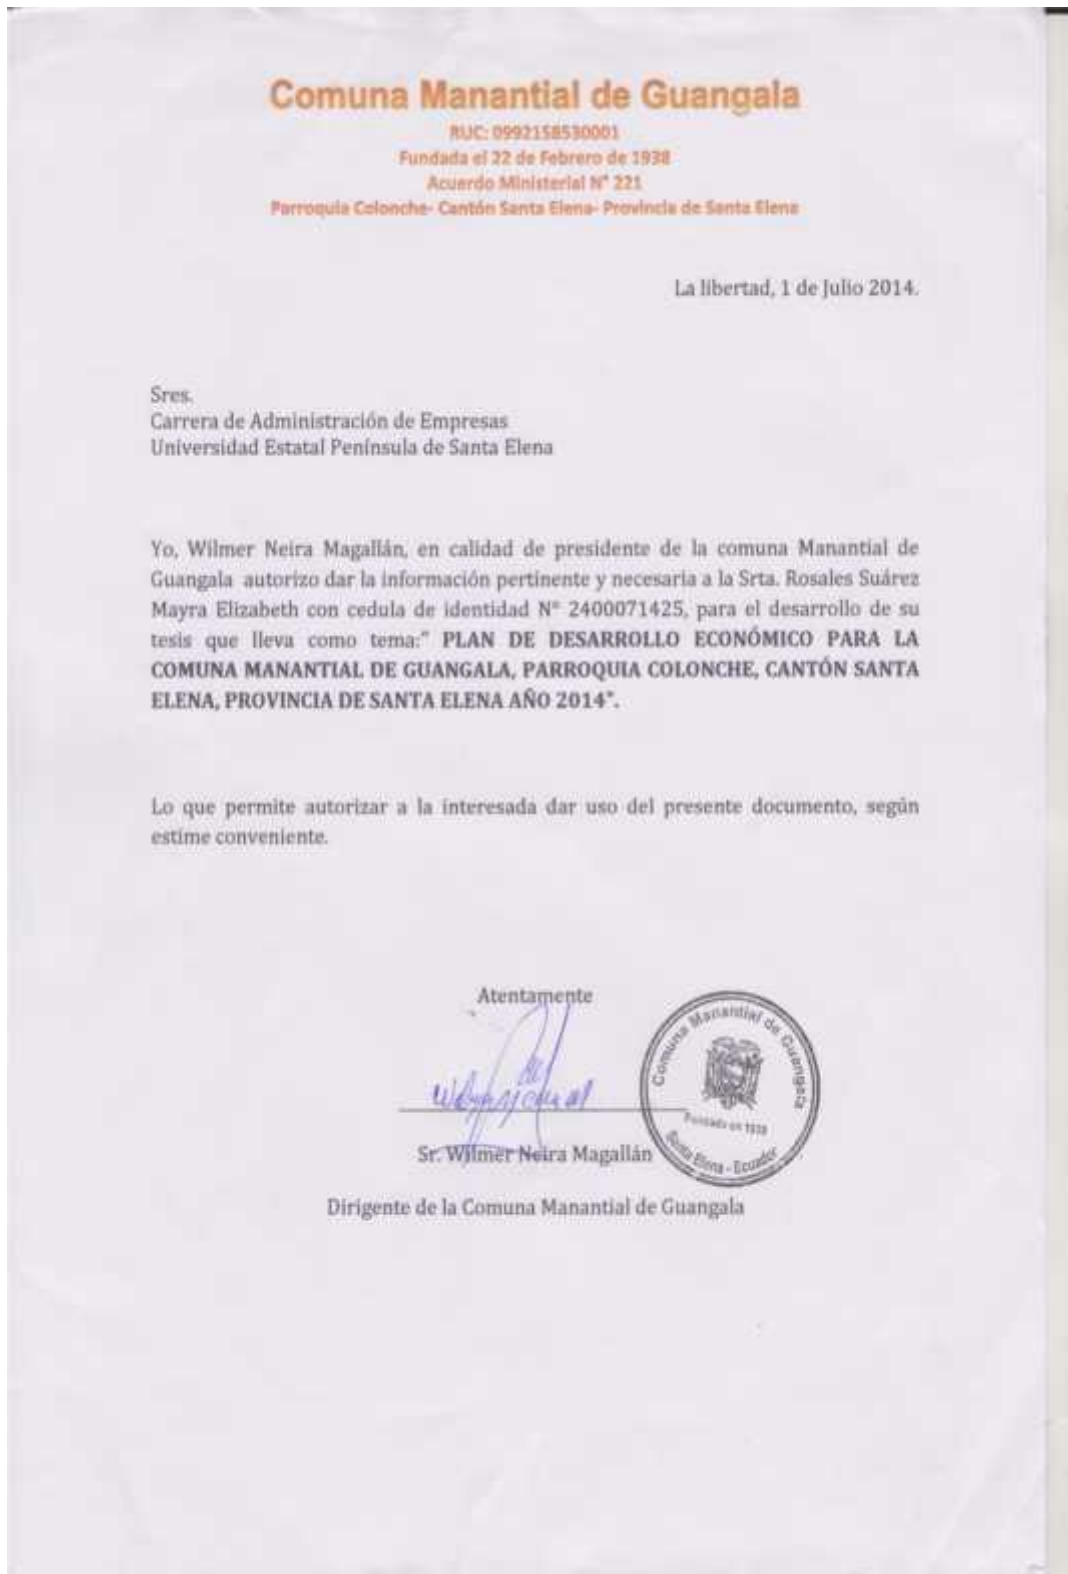 Comuna Manantial de Guangala
RUC: 0992158530001
Fundada el 22 de Febrero de 1938
Acuerdo Ministerial N° 221
Parroquia Colonche- Cantón Santa Elena- Provincia de Santa Elena
La libertad, 1 de Julio 2014.
Sres.
Carrera de Administración de Empresas
Universidad Estatal Península de Santa Elena
Yo, Wilmer Neira Magallán, en calidad de presidente de la comuna Manantial de
Guangala autorizo dar la información pertinente y necesaria a la Srta. Rosales Suárez
Mayra Elizabeth con cedula de identidad N° 2400071425, para el desarrollo de su
tesis que lleva como tema:" PLAN DE DESARROLLO ECONÓMICO PARA LA
COMUNA MANANTIAL DE GUANGALA, PARROQUIA COLONCHE, CANTÓN SANTA
ELENA, PROVINCIA DE SANTA ELENA AÑO 2014".
Lo que permite autorizar a la interesada dar uso del presente documento, según
estime conveniente.
Atentamente
Sr. Wilmer Neira Magallán
Dirigente de la Comuna Manantial de Guangala
Comuna Manantial de Guangala
Fundada en 1938
Santa Elena - Ecuador